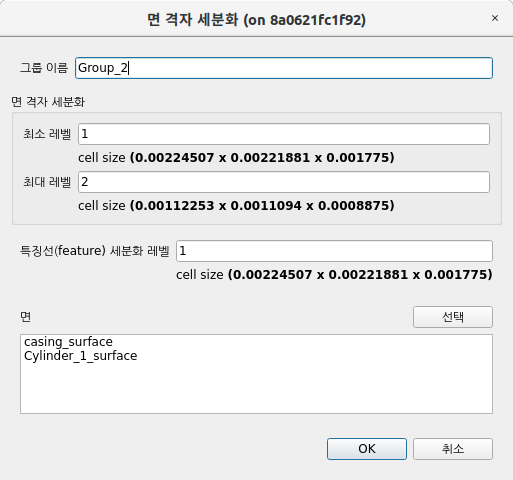 면 격자 세분화 (on 8a0621fc1f92)
×
그룹 이름 Group_2
면 격자 세분화
최소 레벨 1
cell size (0.00224507 x 0.00221881 x 0.001775)
최대 레벨 2
cell size (0.00112253 x 0.0011094 x 0.0008875)
특징선(feature) 세분화 레벨 1
cell size (0.00224507 x 0.00221881 x 0.001775)
면 선택
casing_surface
Cylinder_1_surface
OK 취소